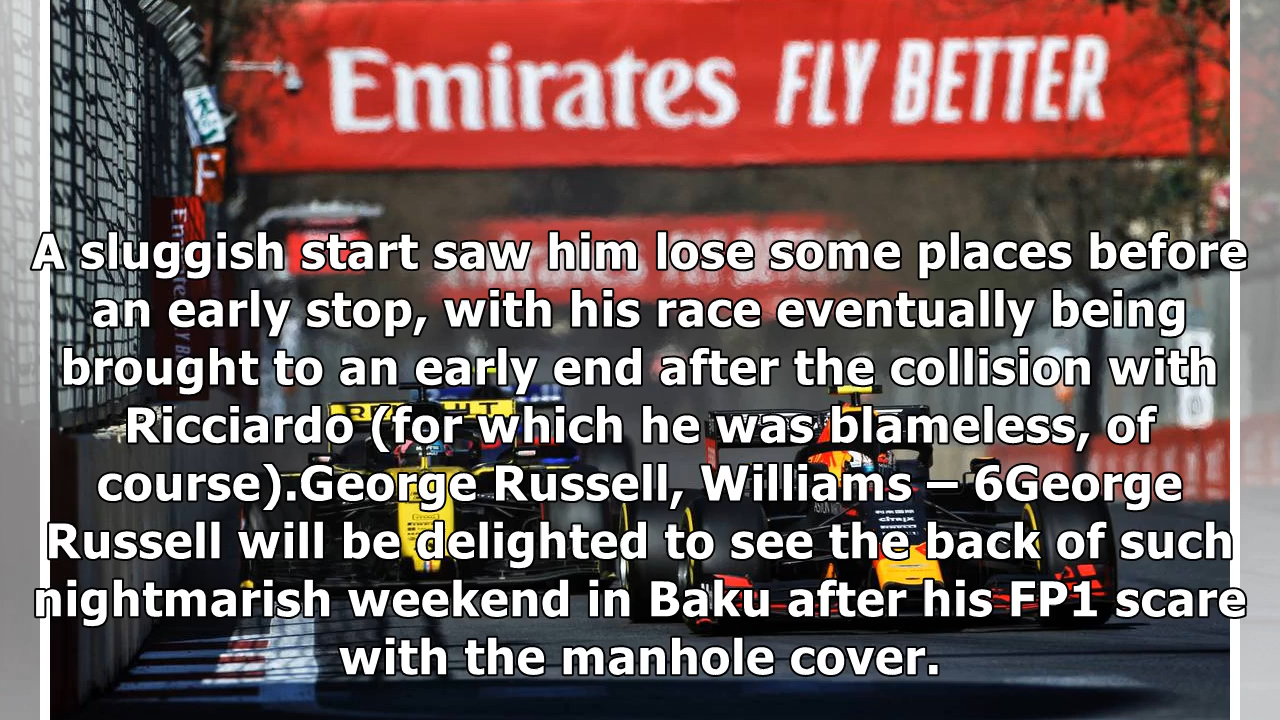 Emirates FLY BETTER
F
A sluggish start saw him lose some places before
an early stop, with his race eventually being
brought to an early end after the collision with
Ricciardo (for which he was blameless, of
course).George Russell, Williams – 6George
Russell will be delighted to see the back of such
nightmarish weekend in Baku after his FP1 scare
with the manhole cover.